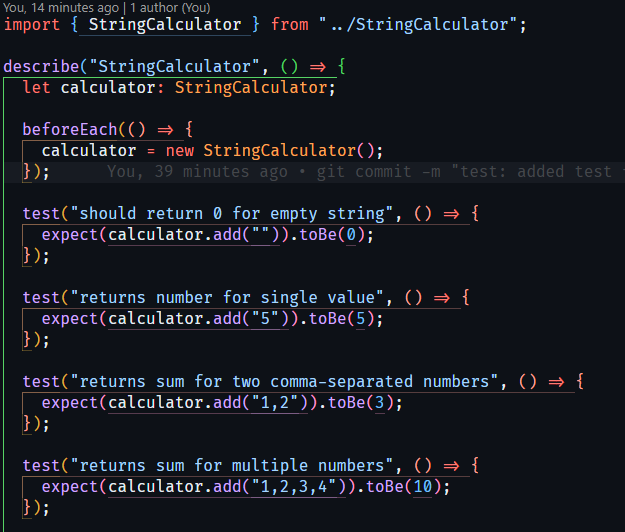 You, 14 minutes ago | 1 author (You)
import { StringCalculator } from "../StringCalculator";
describe("StringCalculator", () => {
let calculator: StringCalculator;
beforeEach(() => {
calculator = new StringCalculator();
});	You, 39 minutes ago • git commit -m "test: added test
test("should return 0 for empty string", () => {
expect(calculator.add("")).toBe(0);
});
test("returns number for single value", () => {
expect(calculator.add("5")).toBe(5);
});
test("returns sum for two comma-separated numbers", () => {
expect(calculator.add("1,2")).toBe(3);
});
test("returns sum for multiple numbers", () => {
expect(calculator.add("1,2,3,4")).toBe(10);
});